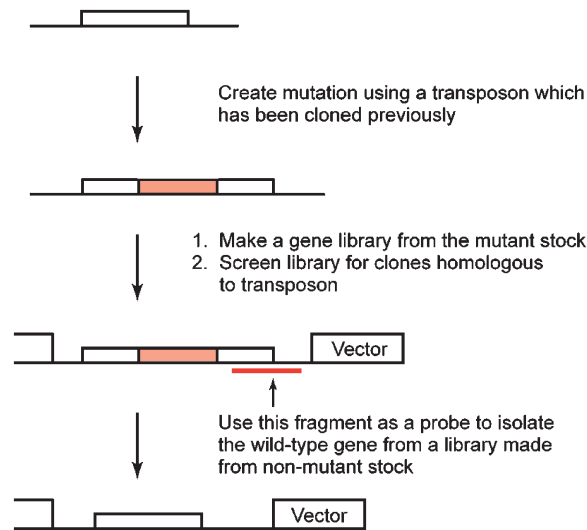 Create mutation using a transposon which
has been cloned previously
1. Make a gene library from the mutant stock
2. Screen library for clones homologous
to transposon
Vector
Use this fragment as a probe to isolate
the wild-type gene from a library made
from non-mutant stock
Vector